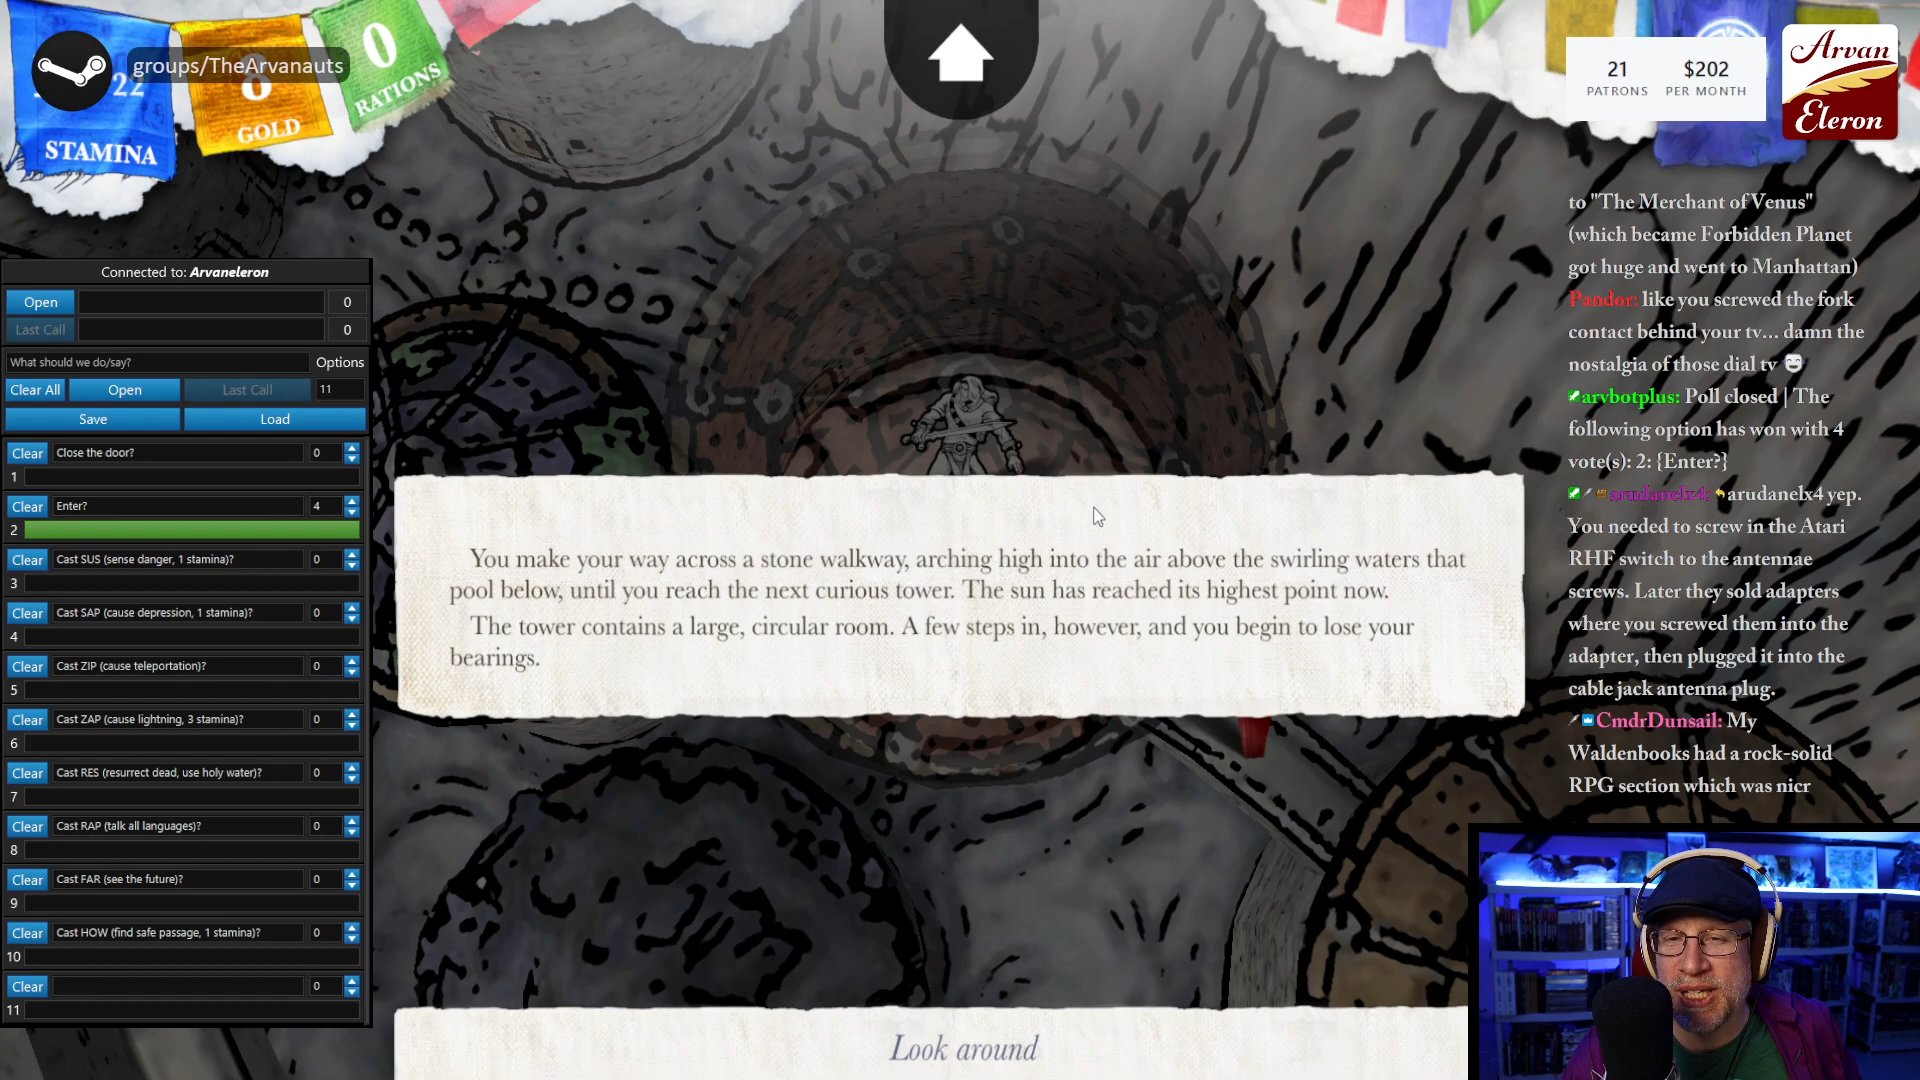 groups/TheArvanauts
22
STAMINA
8
GOLD
0
RATIONS
21
PATRONS
$202
PER MONTH
Arvan
Eleron
Connected to: Arvaneleron
Open
0
Last Call
0
What should we do/say?
Options
Clear All
Open
Last Call
11
Save
Load
Clear Close the door? 0
1
Clear Enter? 4
2
Clear Cast SUS (sense danger, 1 stamina)? 0
3
Clear Cast SAP (cause depression, 1 stamina)? 0
4
Clear Cast ZIP (cause teleportation)? 0
5
Clear Cast ZAP (cause lightning, 3 stamina)? 0
6
Clear Cast RES (resurrect dead, use holy water)? 0
7
Clear Cast RAP (talk all languages)? 0
8
Clear Cast FAR (see the future)? 0
9
Clear Cast HOW (find safe passage, 1 stamina)? 0
10
Clear 0
11
You make your way across a stone walkway, arching high into the air above the swirling waters that
pool below, until you reach the next curious tower. The sun has reached its highest point now.
The tower contains a large, circular room. A few steps in, however, and you begin to lose your
bearings.
Look around
to "The Merchant of Venus"
(which became Forbidden Planet
got huge and went to Manhattan)
Pandor: like you screwed the fork
contact behind your tv... damn the
nostalgia of those dial tv
arvbotplus: Poll closed | The
following option has won with 4
vote(s): 2: {Enter?}
arudanelx4: arudanelx4 yep.
You needed to screw in the Atari
RHF switch to the antennae
screws. Later they sold adapters
where you screwed them into the
adapter, then plugged it into the
cable jack antenna plug.
CmdrDunsail: My
Waldenbooks had a rock-solid
RPG section which was nicr